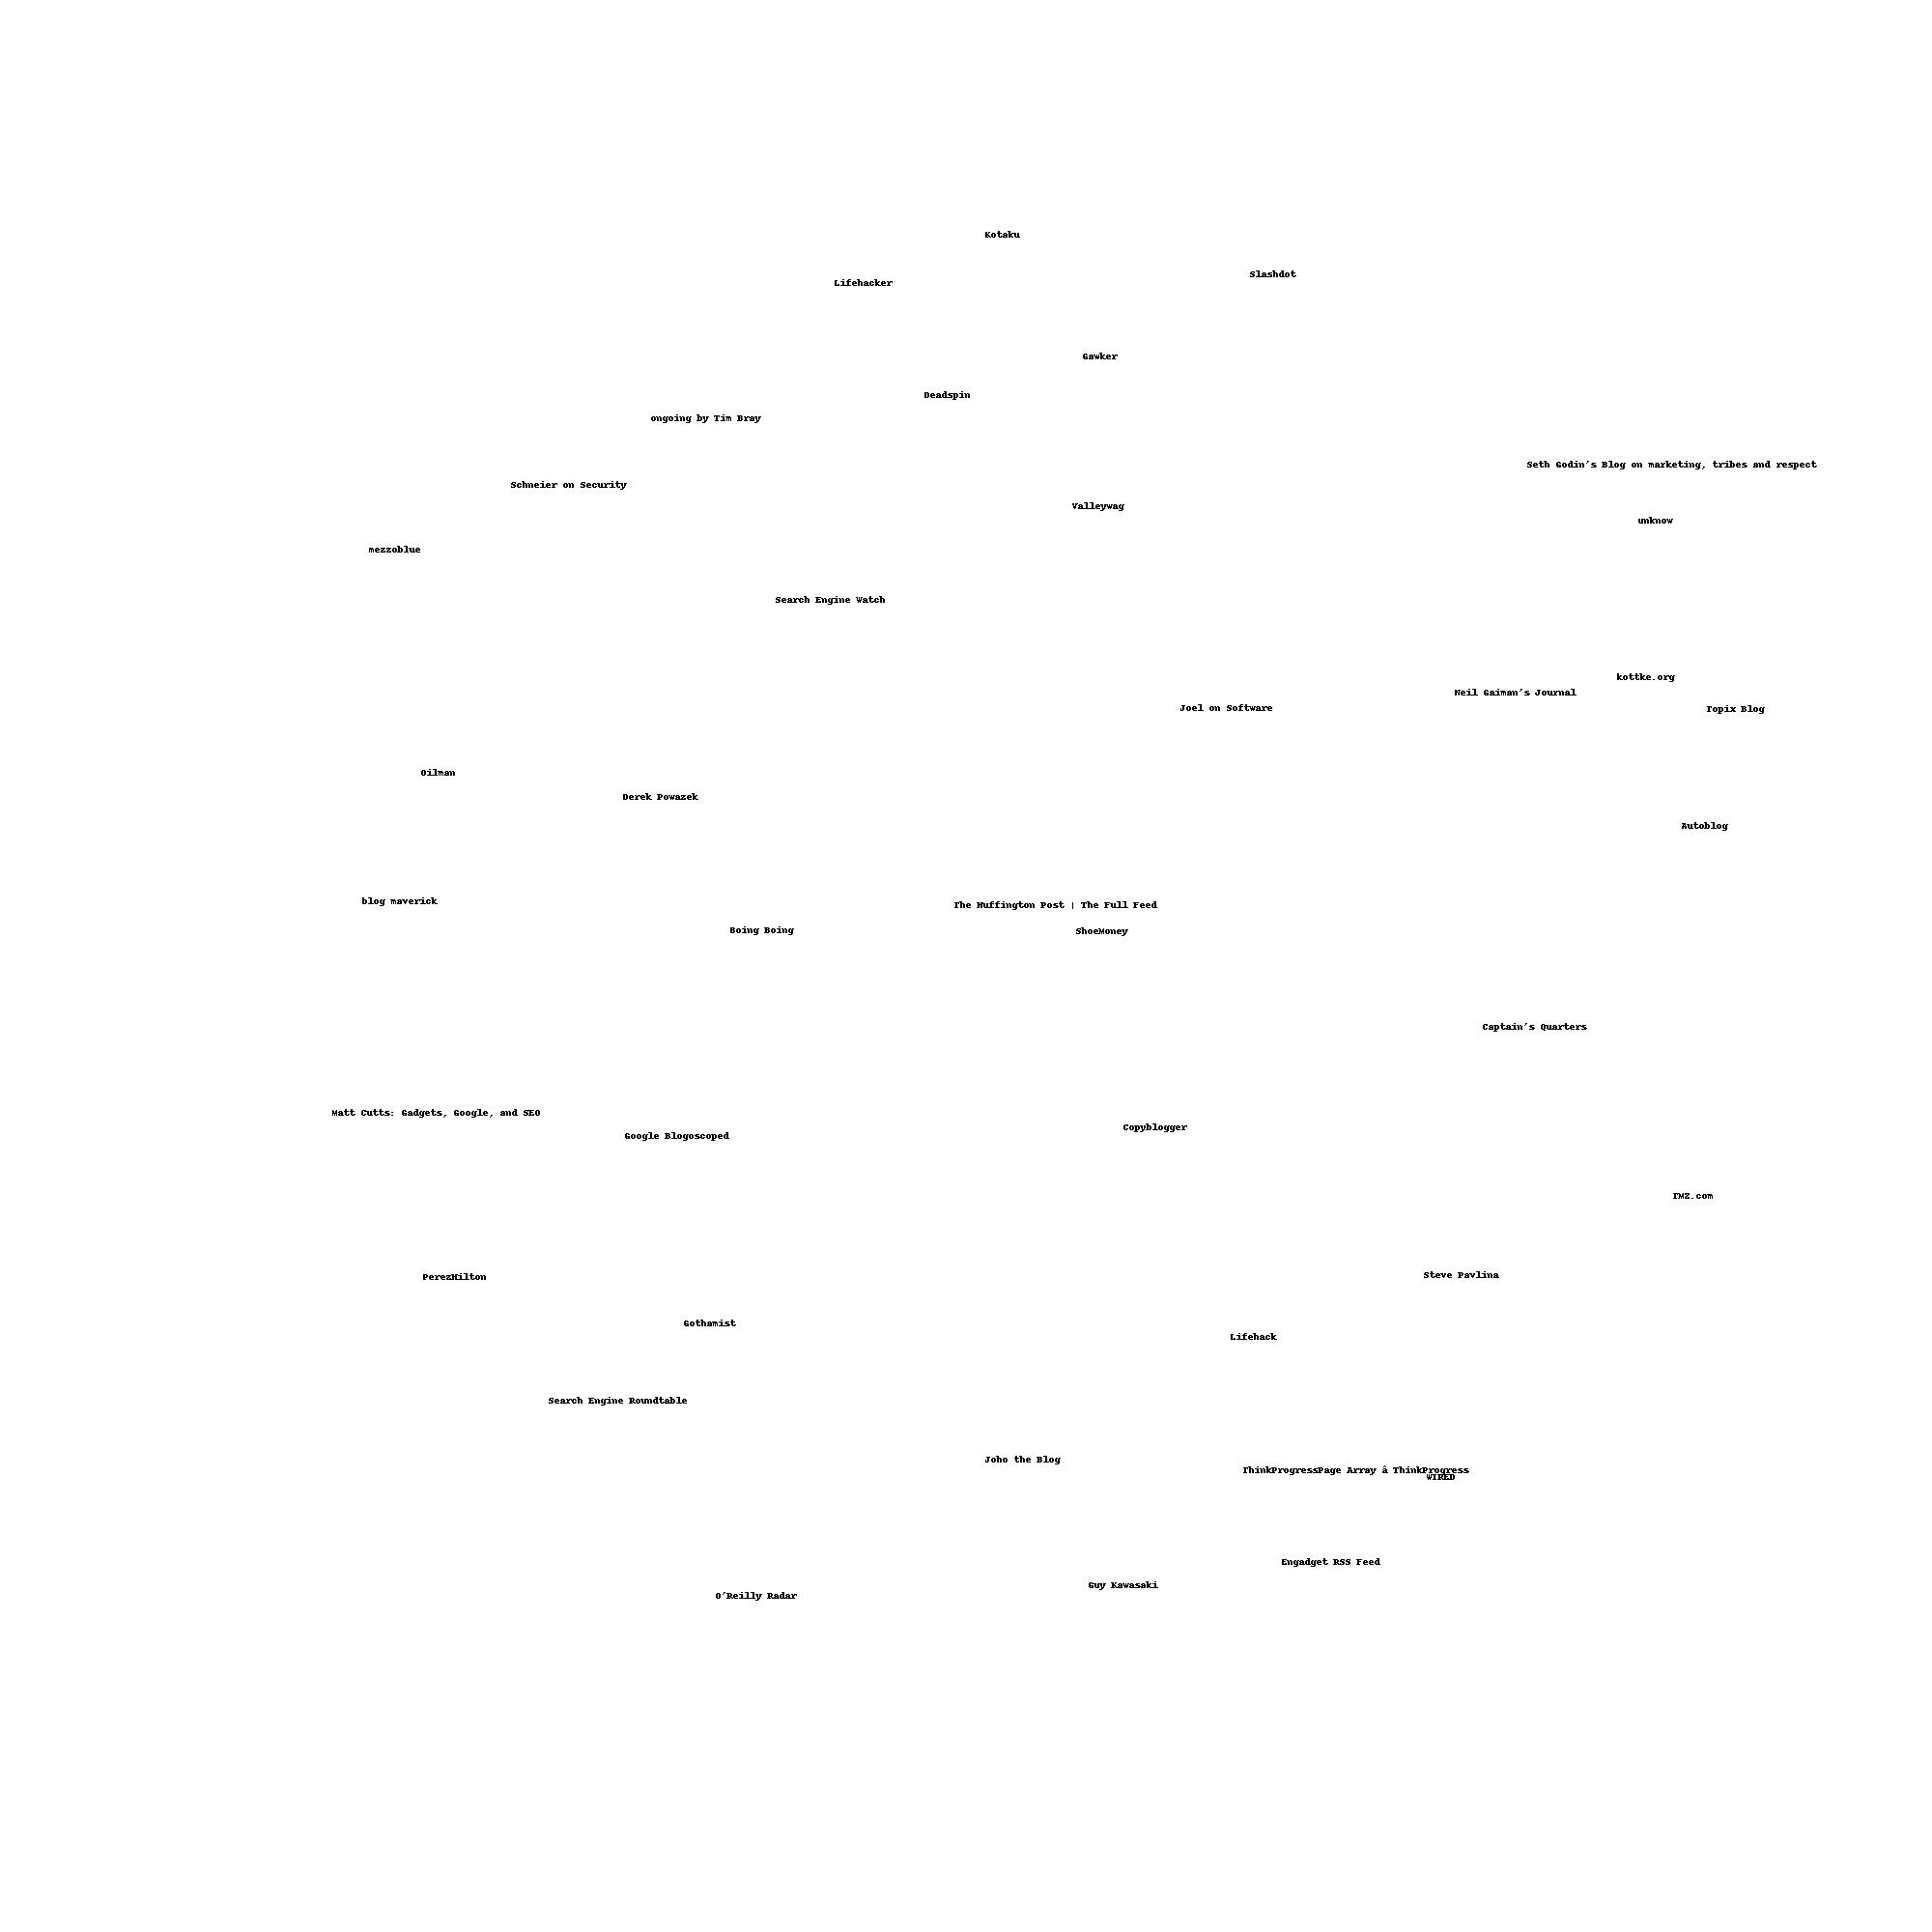 Kotaku
Slashdot
Lifehacker
Gawker
Deadspin
ongoing by Tim Bray
Seth Godin's Blog on marketing, tribes and respect
Schneier on Security
Valleywag
unknow
mezzoblue
Search Engine Watch
kottke.org
Neil Gaiman's Journal
Joel on Software
Topix Blog
Oilman
Derek Powazek
Autoblog
blog maverick
The Huffington Post | The Full Feed
Boing Boing
ShoeMoney
Captain's Quarters
Matt Cutts: Gadgets, Google, and SEO
Copyblogger
Google Blogoscoped
TMZ.com
Steve Pavlina
PerezHilton
Gothamist
Lifehack
Search Engine Roundtable
Joho the Blog
ThinkProgressPage Array â ThinkProgress
WIRED
Engadget RSS Feed
Guy Kawasaki
O'Reilly Radar